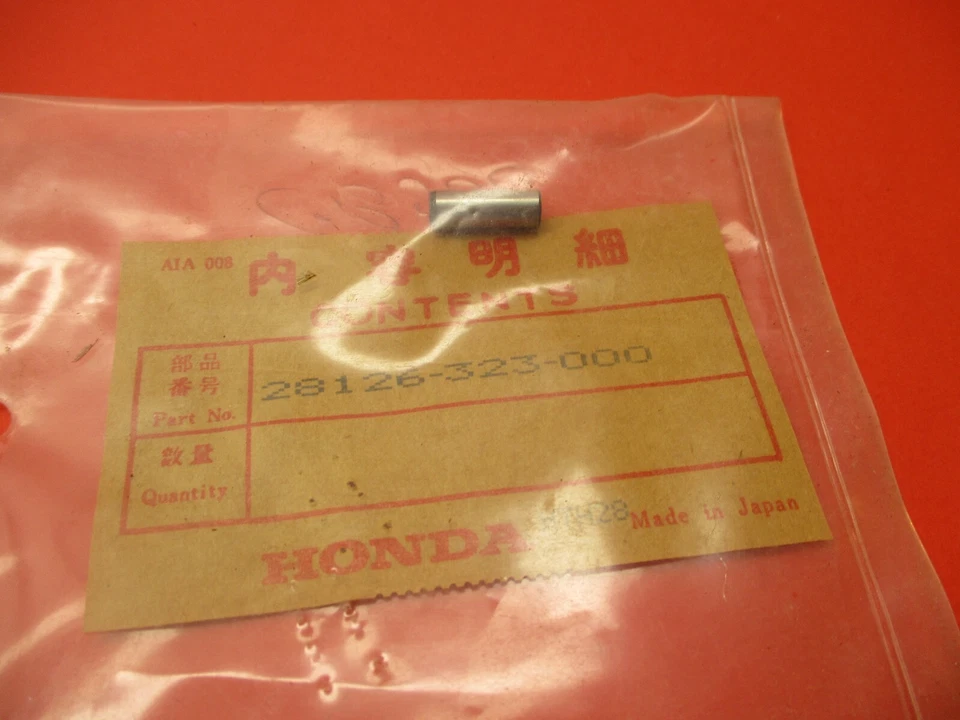 AIA 008
内容明細
CONTENTS
部品
番号
Part No.
28126-323-000
数量
Quantity
HONDA
Made in Japan